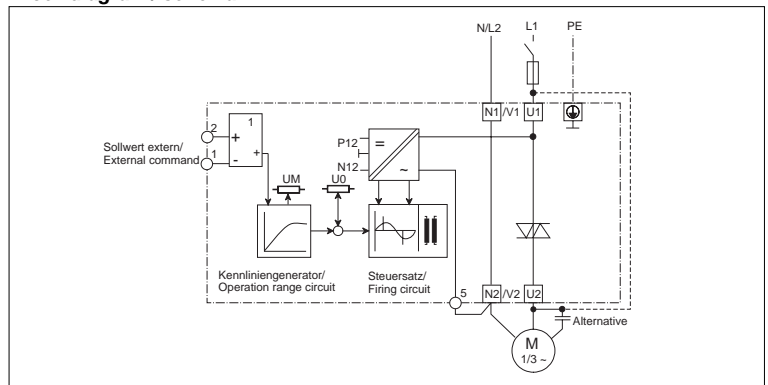 N/L2 L1 PE
N1 /V1 U1
2
1
+
-
1
+
Sollwert extern/
External command
P12
N12
=
~
UM U0
Kennliniengenerator/
Operation range circuit
Steuersatz/
Firing circuit
5
N2 /V2 U2
Alternative
M
1/3 ~